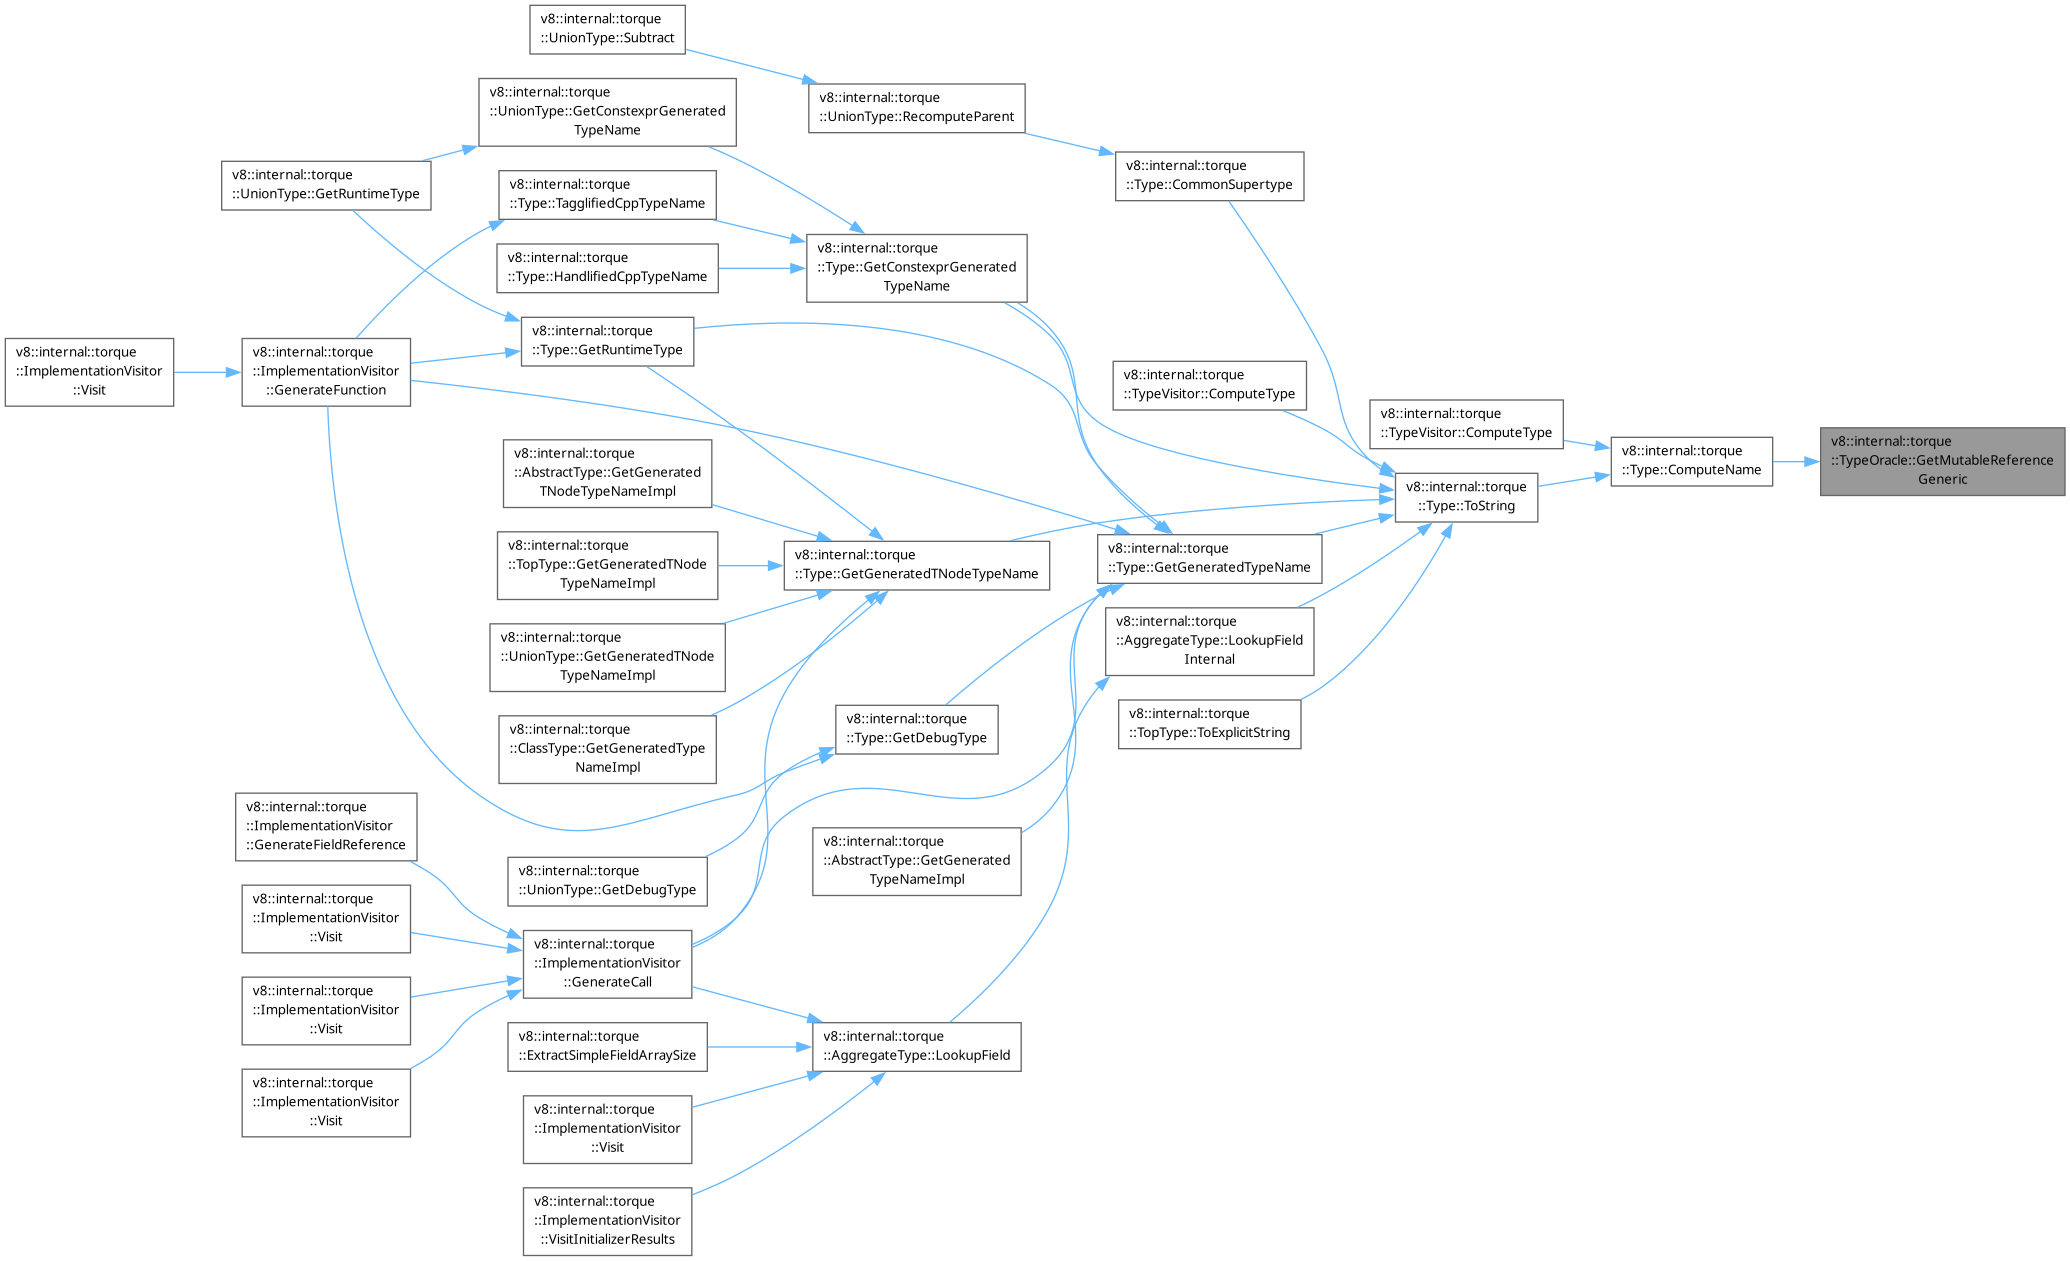 v8::internal::torque
::UnionType::Subtract
v8::internal::torque
::UnionType::GetConstexprGenerated
TypeName
v8::internal::torque
::UnionType::RecomputeParent
v8::internal::torque
::Type::CommonSupertype
v8::internal::torque
::UnionType::GetRuntimeType
v8::internal::torque
::Type::TagglifiedCppTypeName
v8::internal::torque
::Type::HandlifiedCppTypeName
v8::internal::torque
::Type::GetConstexprGenerated
TypeName
v8::internal::torque
::ImplementationVisitor
::Visit
v8::internal::torque
::ImplementationVisitor
::GenerateFunction
v8::internal::torque
::Type::GetRuntimeType
v8::internal::torque
::TypeVisitor::ComputeType
v8::internal::torque
::TypeVisitor::ComputeType
v8::internal::torque
::Type::ComputeName
v8::internal::torque
::TypeOracle::GetMutableReference
Generic
v8::internal::torque
::Type::ToString
v8::internal::torque
::AbstractType::GetGenerated
TNodeTypeNameImpl
v8::internal::torque
::TopType::GetGeneratedTNode
TypeNameImpl
v8::internal::torque
::Type::GetGeneratedTNodeTypeName
v8::internal::torque
::Type::GetGeneratedTypeName
v8::internal::torque
::UnionType::GetGeneratedTNode
TypeNameImpl
v8::internal::torque
::AggregateType::LookupField
Internal
v8::internal::torque
::ClassType::GetGeneratedType
NameImpl
v8::internal::torque
::Type::GetDebugType
v8::internal::torque
::TopType::ToExplicitString
v8::internal::torque
::ImplementationVisitor
::GenerateFieldReference
v8::internal::torque
::UnionType::GetDebugType
v8::internal::torque
::AbstractType::GetGenerated
TypeNameImpl
v8::internal::torque
::ImplementationVisitor
::Visit
v8::internal::torque
::ImplementationVisitor
::GenerateCall
v8::internal::torque
::ImplementationVisitor
::Visit
v8::internal::torque
::ExtractSimpleFieldArraySize
v8::internal::torque
::AggregateType::LookupField
v8::internal::torque
::ImplementationVisitor
::Visit
v8::internal::torque
::ImplementationVisitor
::Visit
v8::internal::torque
::ImplementationVisitor
::VisitInitializerResults